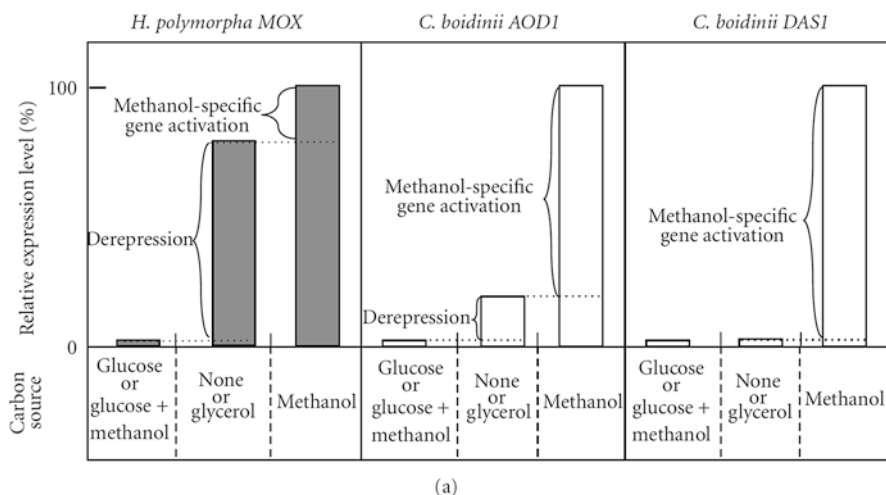 H. polymorpha MOX
C. boidinii AOD1
C. boidinii DAS1
Relative expression level (%)
100
0
Methanol-specific
gene activation
Derepression
Methanol-specific
gene activation
Derepression
Methanol-specific
gene activation
Carbon
source
Glucose
or
glucose +
methanol
None
or
glycerol
Methanol
Glucose
or
glucose +
methanol
None
or
glycerol
Methanol
Glucose
or
glucose +
methanol
None
or
glycerol
Methanol
(a)